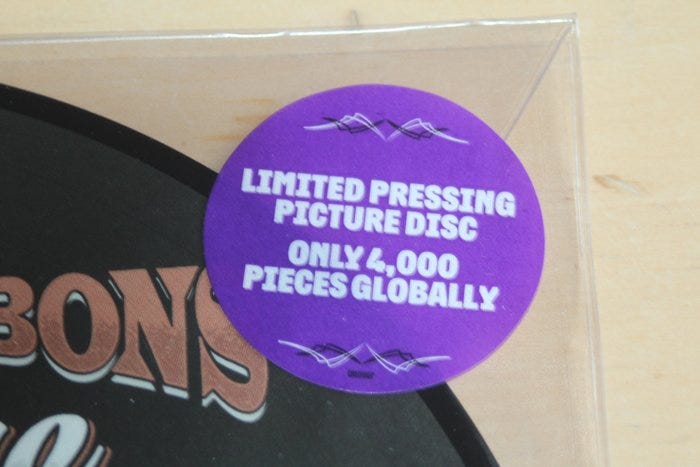 LIMITED PRESSING
PICTURE DISC
ONLY 4,000
PIECES GLOBALLY
BONS